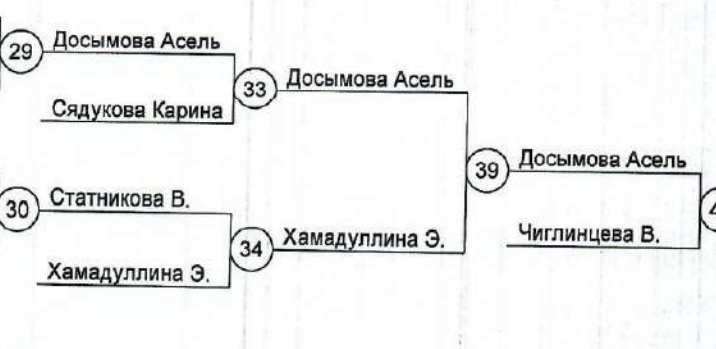 29 Досымова Асель
Сядукова Карина
33 Досымова Асель
30 Статникова В.
Хамадуллина Э.
34 Хамадуллина Э.
39 Досымова Асель
Чиглинцева В.